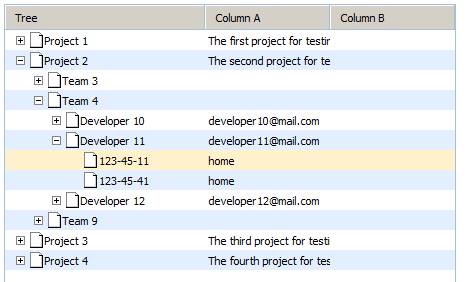 Tree Column A Column B
Project 1 The first project for testin
Project 2 The second project for te
Team 3
Team 4
Developer 10 developer10@mail.com
Developer 11 developer11@mail.com
123-45-11 home
123-45-41 home
Developer 12 developer12@mail.com
Team 9
Project 3 The third project for testi
Project 4 The fourth project for tes